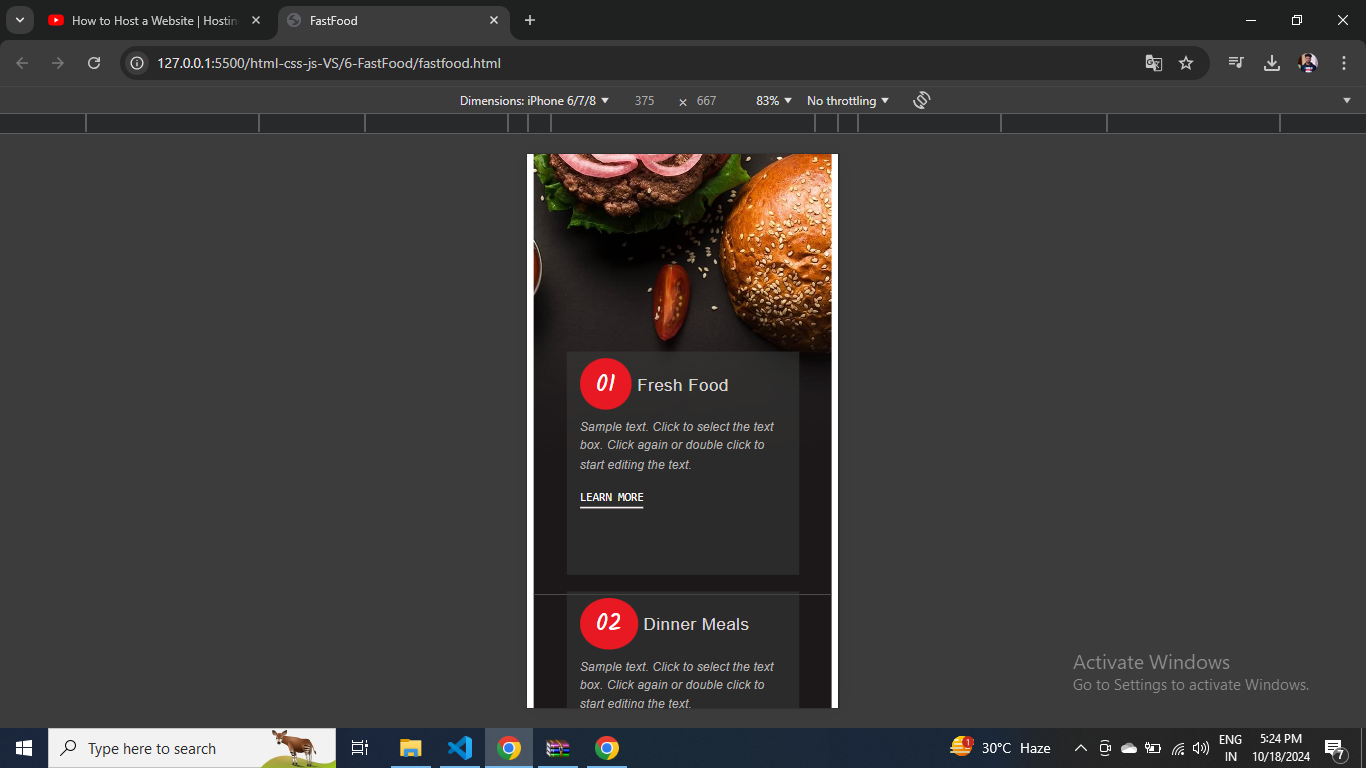 How to Host a Website | Hostin
FastFood
127.0.0.1:5500/html-css-js-VS/6-FastFood/fastfood.html
Dimensions: iPhone 6/7/8 375 × 667 83% No throttling
01 Fresh Food
Sample text. Click to select the text
box. Click again or double click to
start editing the text.
LEARN MORE
02 Dinner Meals
Sample text. Click to select the text
box. Click again or double click to
start editing the text.
Activate Windows
Go to Settings to activate Windows.
Type here to search
1 30°C Haze
ENG
IN
5:24 PM
10/18/2024
7